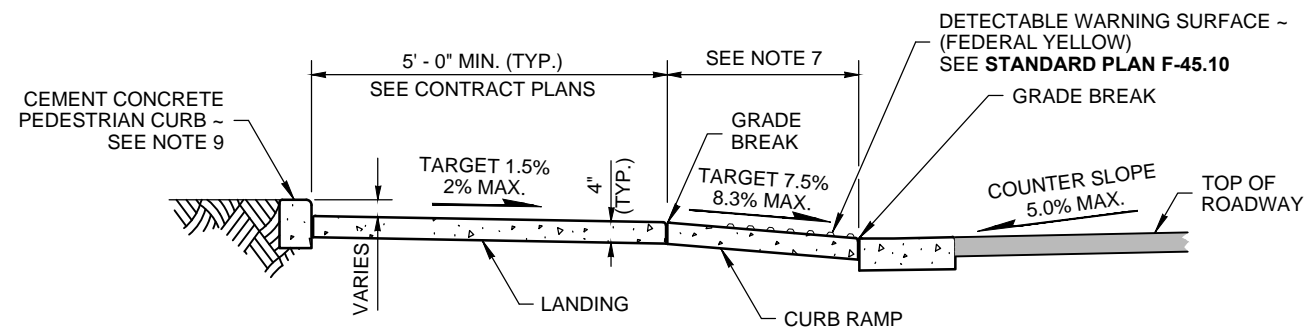 DETECTABLE WARNING SURFACE ~
(FEDERAL YELLOW)
SEE STANDARD PLAN F-45.10
5' - 0" MIN. (TYP.)
SEE CONTRACT PLANS
SEE NOTE 7
CEMENT CONCRETE
PEDESTRIAN CURB ~
SEE NOTE 9
GRADE BREAK
GRADE
BREAK
TARGET 1.5%
2% MAX.
4"
(TYP.)
TARGET 7.5%
8.3% MAX.
COUNTER SLOPE
5.0% MAX.
TOP OF
ROADWAY
VARIES
LANDING
CURB RAMP